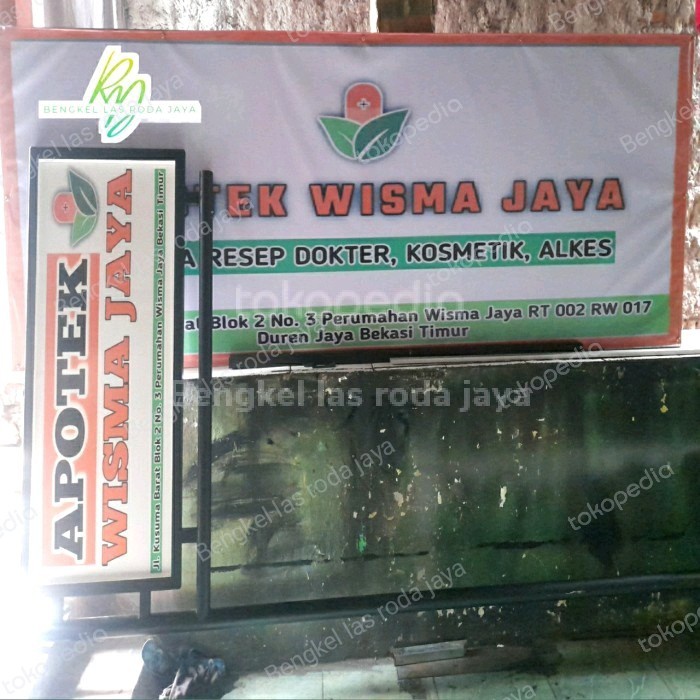 BENGKEL LAS RODA JAYA
TEK WISMA JAYA
A RESEP DOKTER, KOSMETIK, ALKES
at Blok 2 No. 3 Perumahan Wisma Jaya RT 002 RW 017
Duren Jaya Bekasi Timur
APOTEK
WISMA JAYA
Jl. Kusuma Barat Blok 2 No. 3 Perumahan Wisma Jaya Bekasi Timur
tokopedia
Bengkel las roda jaya